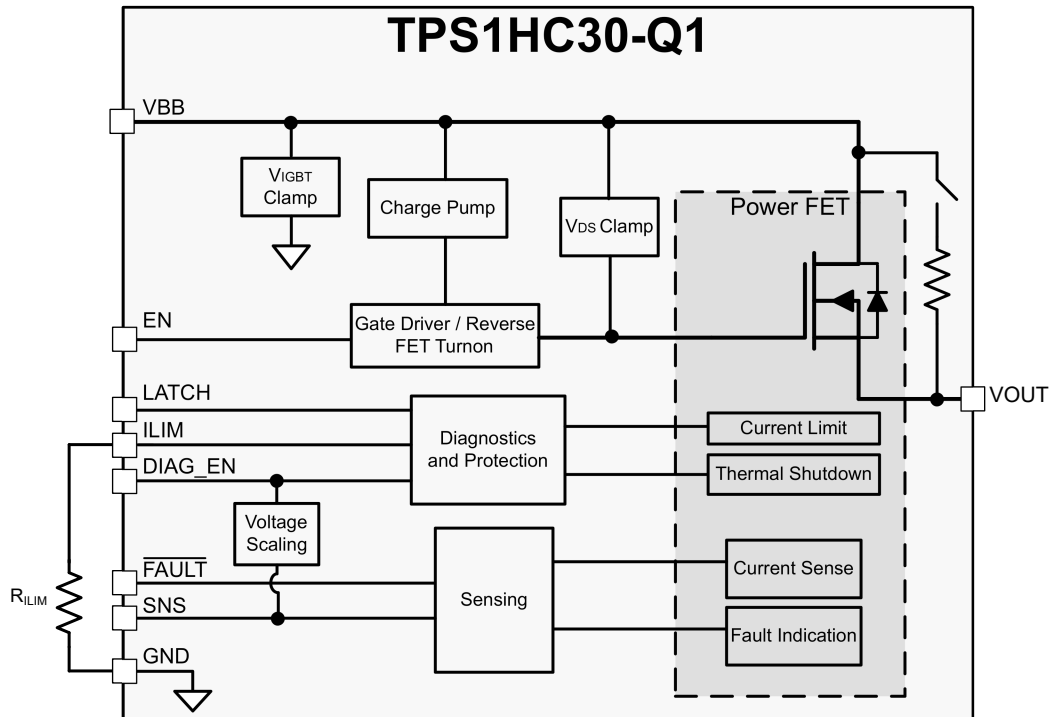 TPS1HC30-Q1
VBB
VIGBT
Clamp
Charge Pump
VDS Clamp
Power FET
EN
Gate Driver / Reverse
FET Turnon
VOUT
LATCH
ILIM
DIAG_EN
Diagnostics
and Protection
Current Limit
Thermal Shutdown
Voltage
Scaling
FAULT
SNS
RILIM
Sensing
Current Sense
Fault Indication
GND